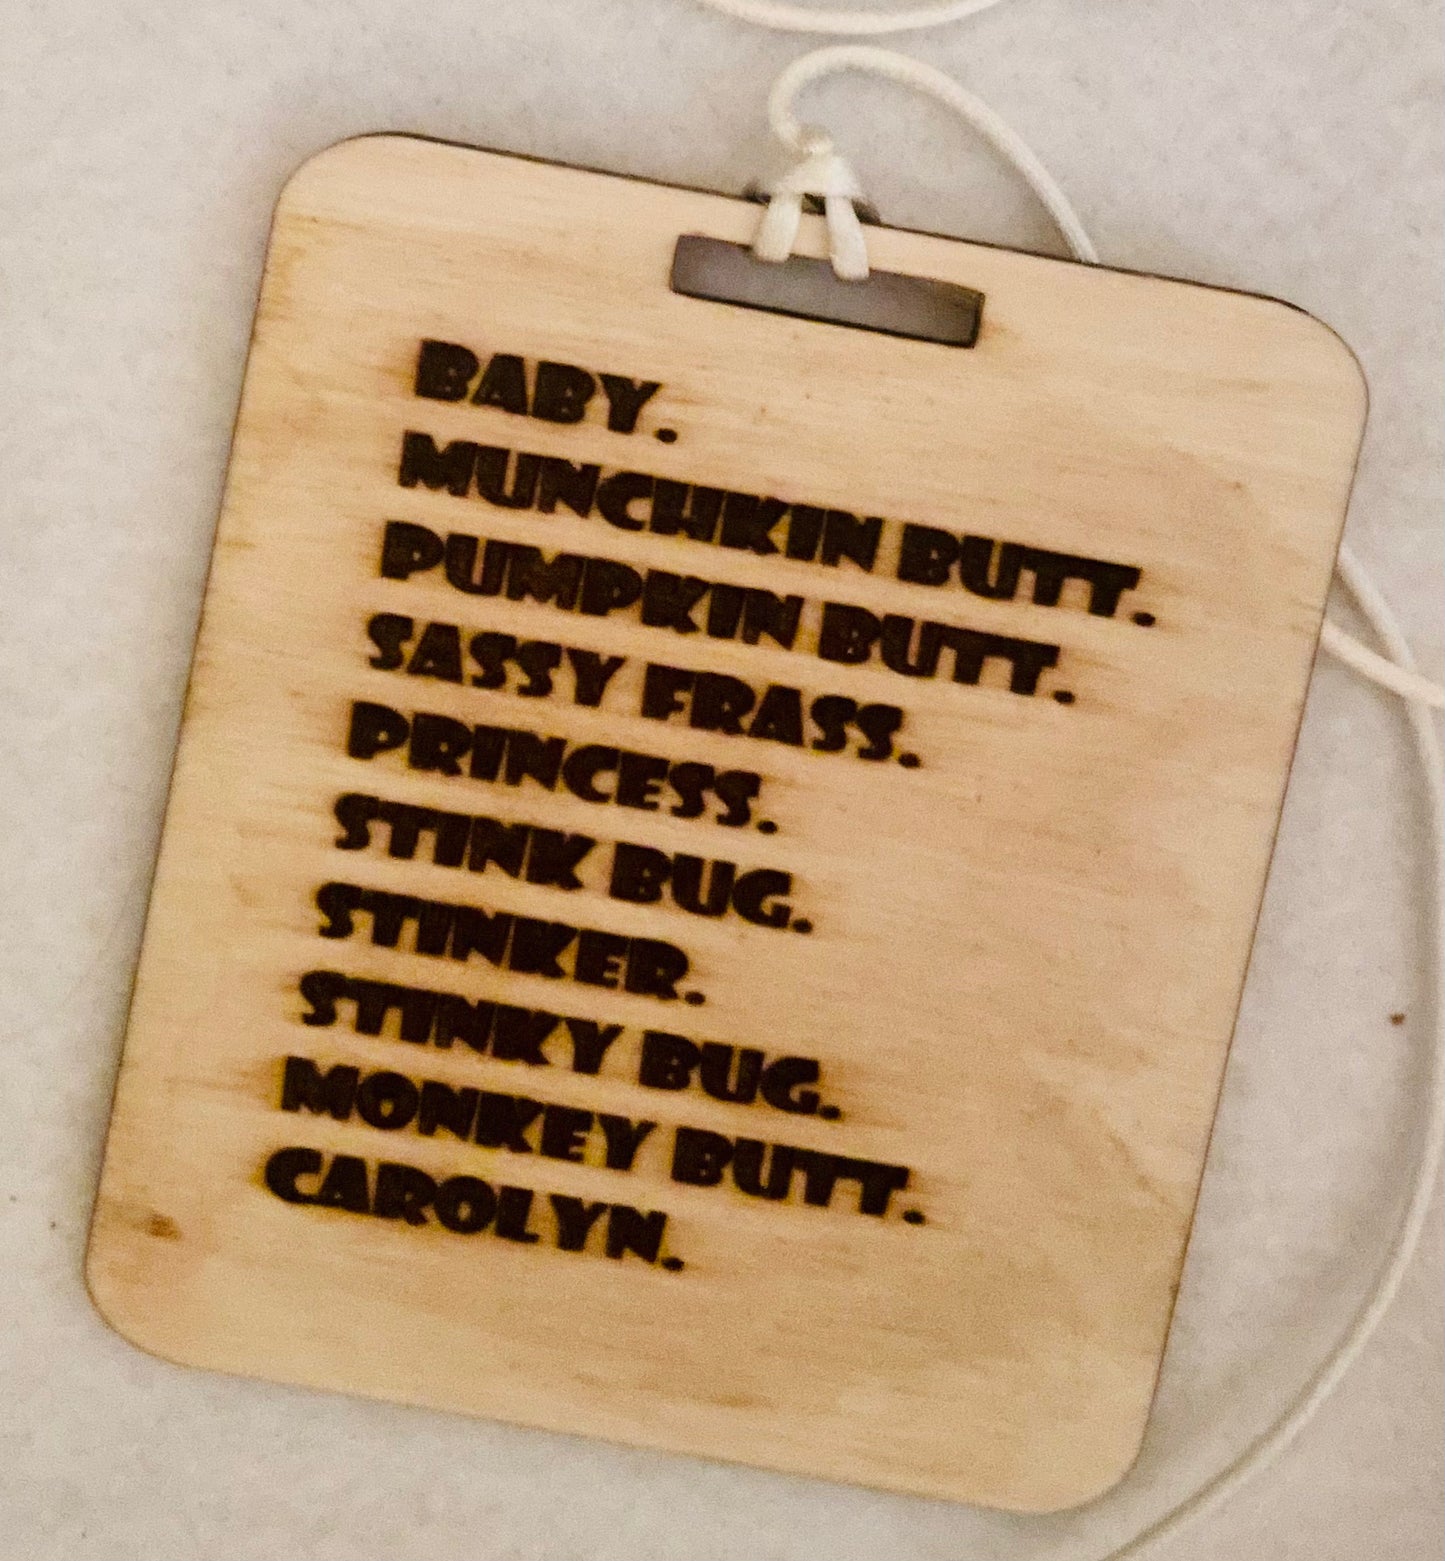 BABY.
MUNCHKIN BUTT.
PUMPKIN BUTT.
SASSY FRASS.
PRINCESS.
STINK BUG.
STINKER.
STINKY BUG.
MONKEY BUTT.
CAROLYN.